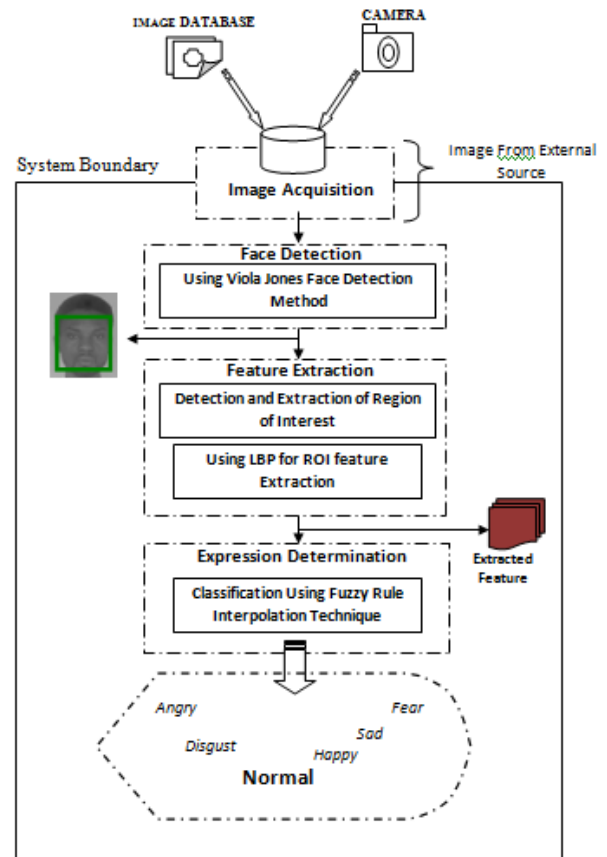 IMAGE DATABASE
CAMERA
System Boundary
Image Acquisition
Image From External
Source
Face Detection
Using Viola Jones Face Detection
Method
Feature Extraction
Detection and Extraction of Region
of Interest
Using LBP for ROI feature
Extraction
Extracted
Feature
Expression Determination
Classification Using Fuzzy Rule
Interpolation Technique
Angry
Fear
Sad
Disgust
Happy
Normal